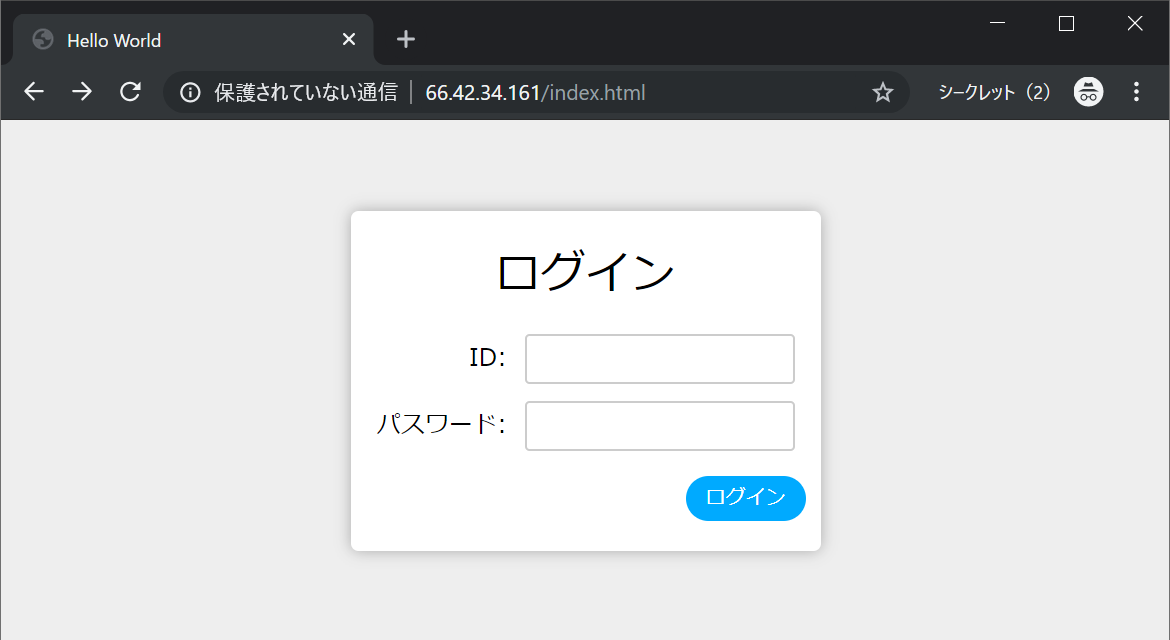 Hello World
保護されていない通信 66.42.34.161/index.html シークレット (2)
ログイン
ID:
パスワード:
ログイン